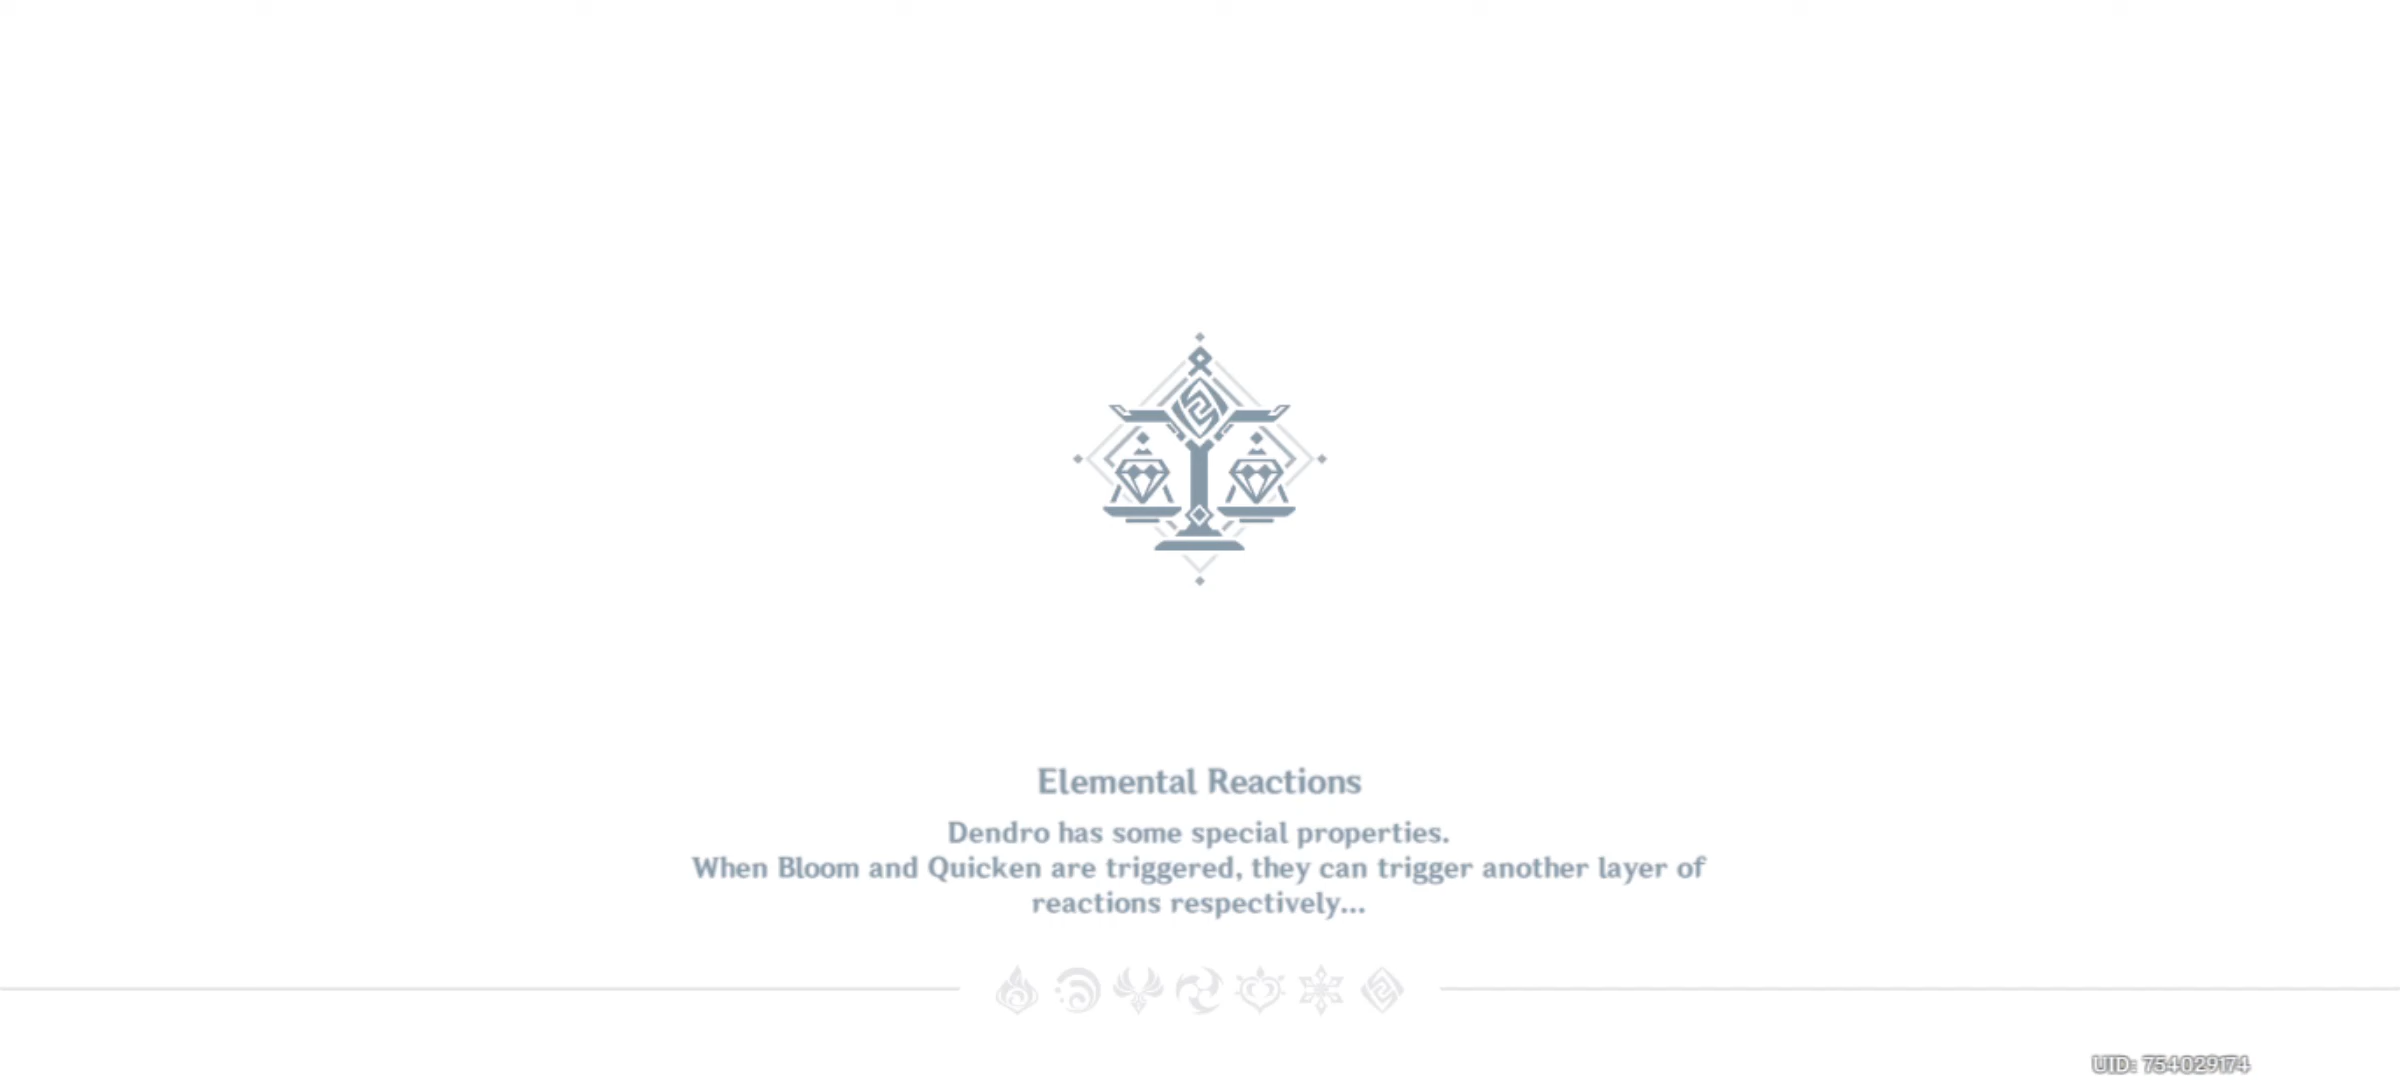 Elemental Reactions
Dendro has some special properties.
When Bloom and Quicken are triggered, they can trigger another layer of
reactions respectively...
UID: 754029174